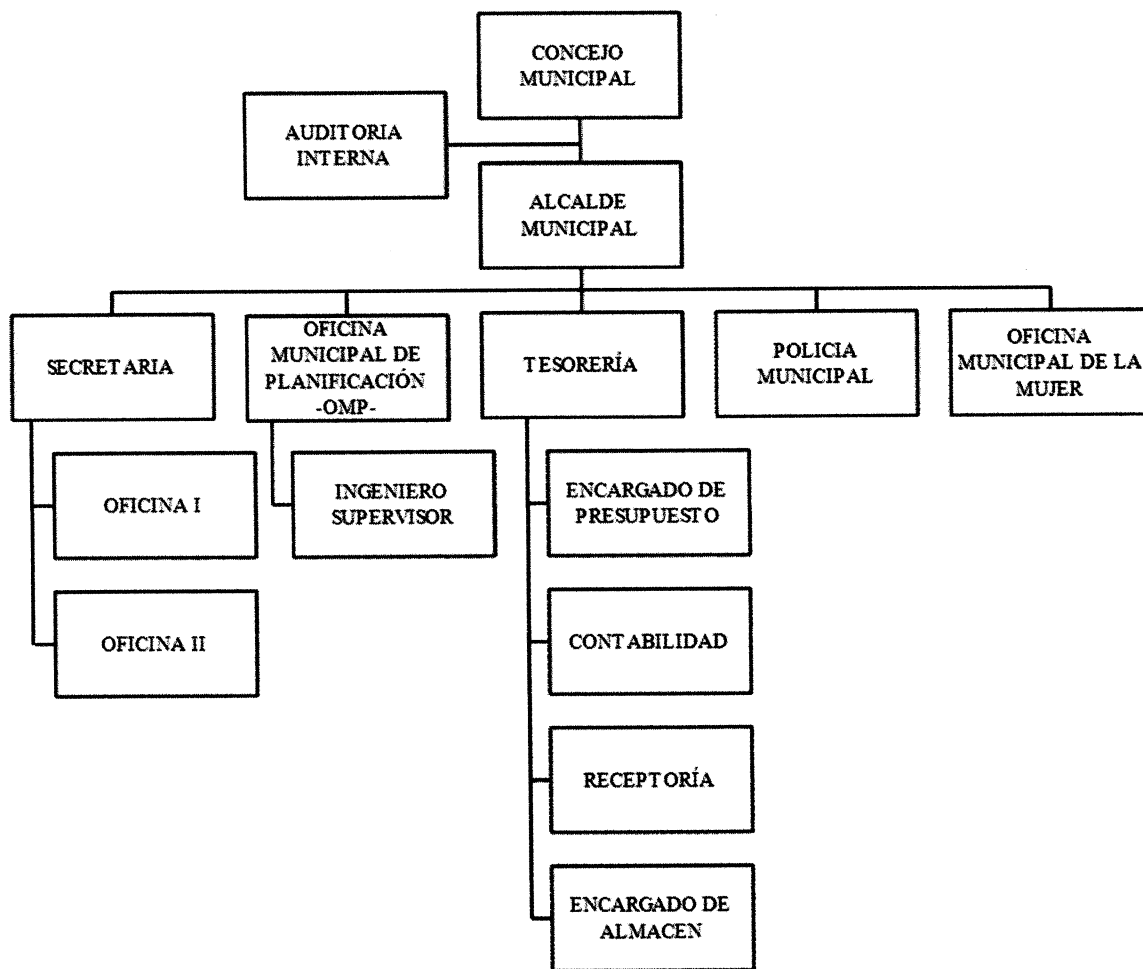 CONCEJO
MUNICIPAL
AUDITORIA
INTERNA
ALCALDE
MUNICIPAL
SECRETARIA
OFICINA
MUNICIPAL DE
PLANIFICACIÓN
-OMP-
TESORERÍA
POLICIA
MUNICIPAL
OFICINA
MUNICIPAL DE LA
MUJER
OFICINA I
INGENIERO
SUPERVISOR
ENCARGADO DE
PRESUPUESTO
OFICINA II
CONTABILIDAD
RECEPTORÍA
ENCARGADO DE
ALMACEN